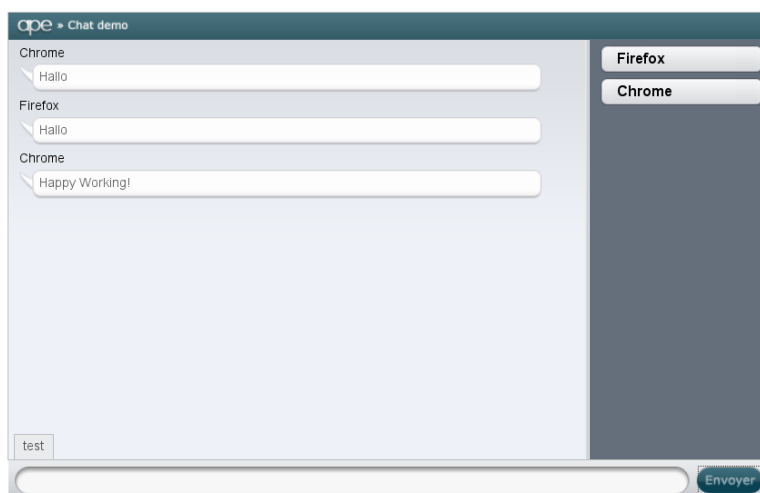 ape » Chat demo
Chrome
Hallo
Firefox
Hallo
Chrome
Happy Working!
Firefox
Chrome
test
Envoyer